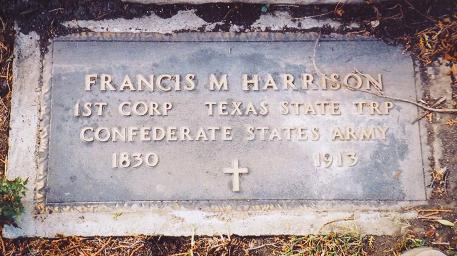 FRANCIS M HARRISON
1ST CORP TEXAS STATE TRP
CONFEDERATE STATES ARMY
1830 1913